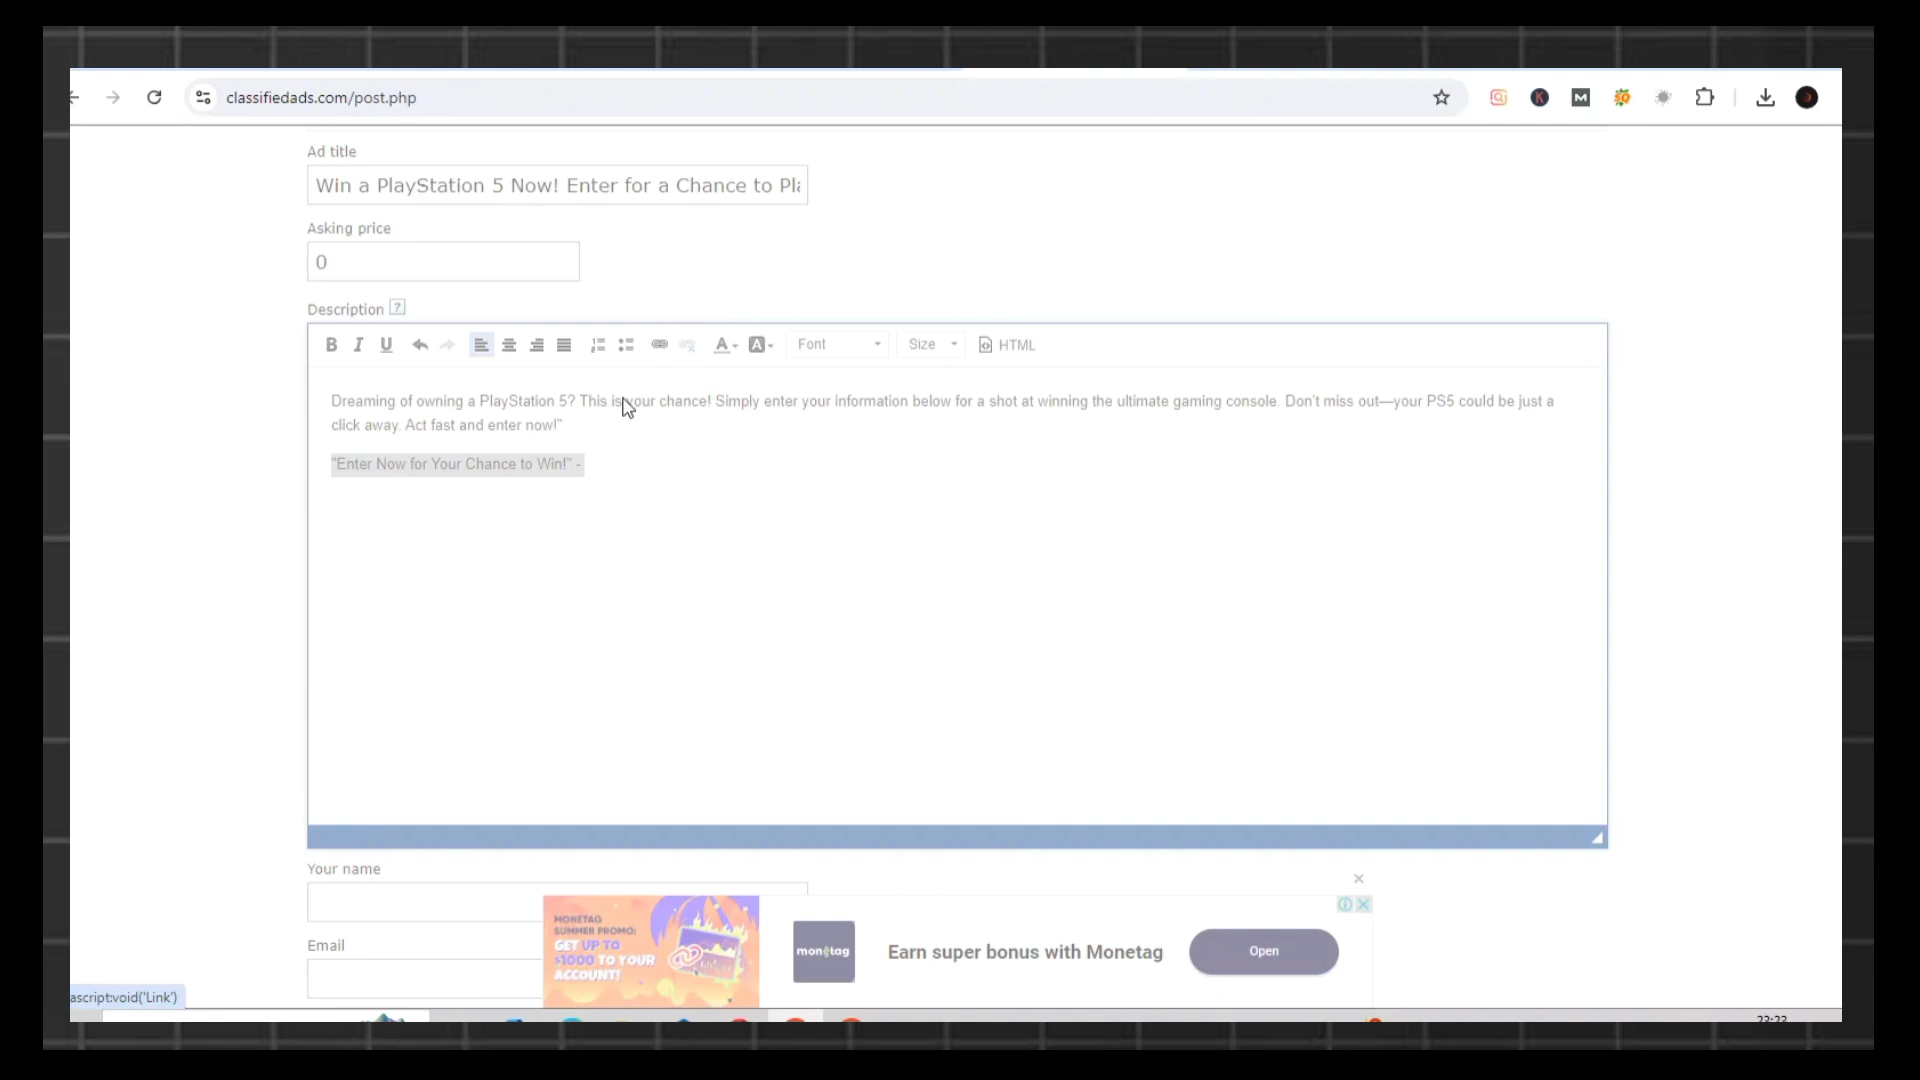 classifiedads.com/post.php
Ad title
Win a PlayStation 5 Now! Enter for a Chance to Pla
Asking price
0
Description ?
B I U A A Font Size HTML
Dreaming of owning a PlayStation 5? This is your chance! Simply enter your information below for a shot at winning the ultimate gaming console. Don't miss out—your PS5 could be just a
click away. Act fast and enter now!"
"Enter Now for Your Chance to Win!" -
Your name
MONETAG
SUMMER PROMO:
GET UP TO
$1000 TO YOUR
ACCOUNT!
monetag
Earn super bonus with Monetag
Open
Email
ascript:void('Link')
23:23